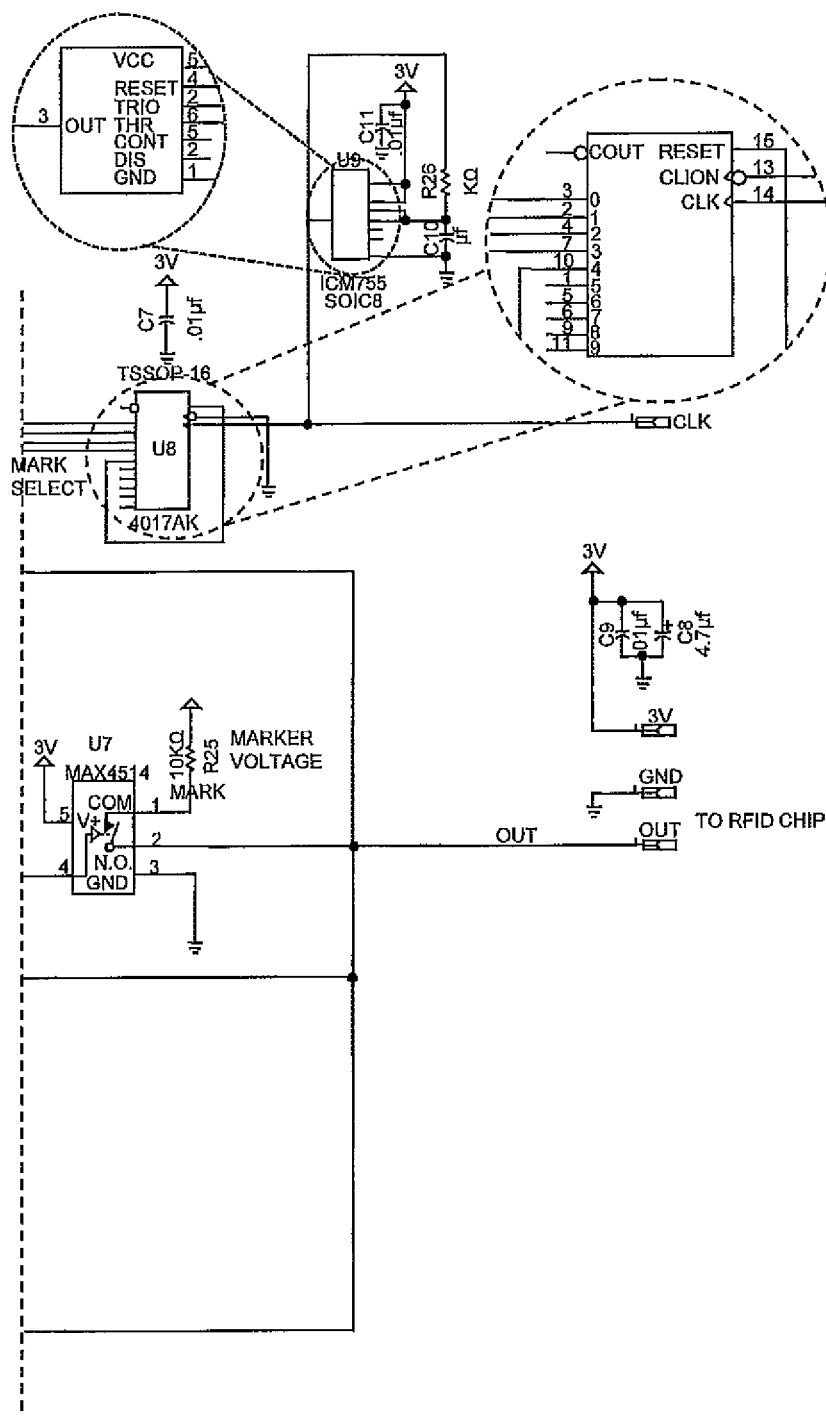 VCC 5
RESET 4
TRIO 2
3 OUT THR 6
CONT 5
DIS 2
GND 1
3V
C11
.01µf
U9
R26
KΩ
C10
µf
ICM755
SOIC8
COUT RESET 15
CLION 13
CLK 14
3 0
2 1
4 2
7 3
10 4
1 5
5 6
6 7
9 8
11 9
3V
C7
.01µf
TSSOP-16
U8
4017AK
MARK
SELECT
CLK
3V
C9
.01µf
+
C8
4.7µf
3V
GND
OUT
TO RFID CHIP
OUT
3V
U7
MAX4514
10KΩ
R25
MARKER
VOLTAGE
MARK
COM 1
5 V+
2
N.O.
4 GND 3